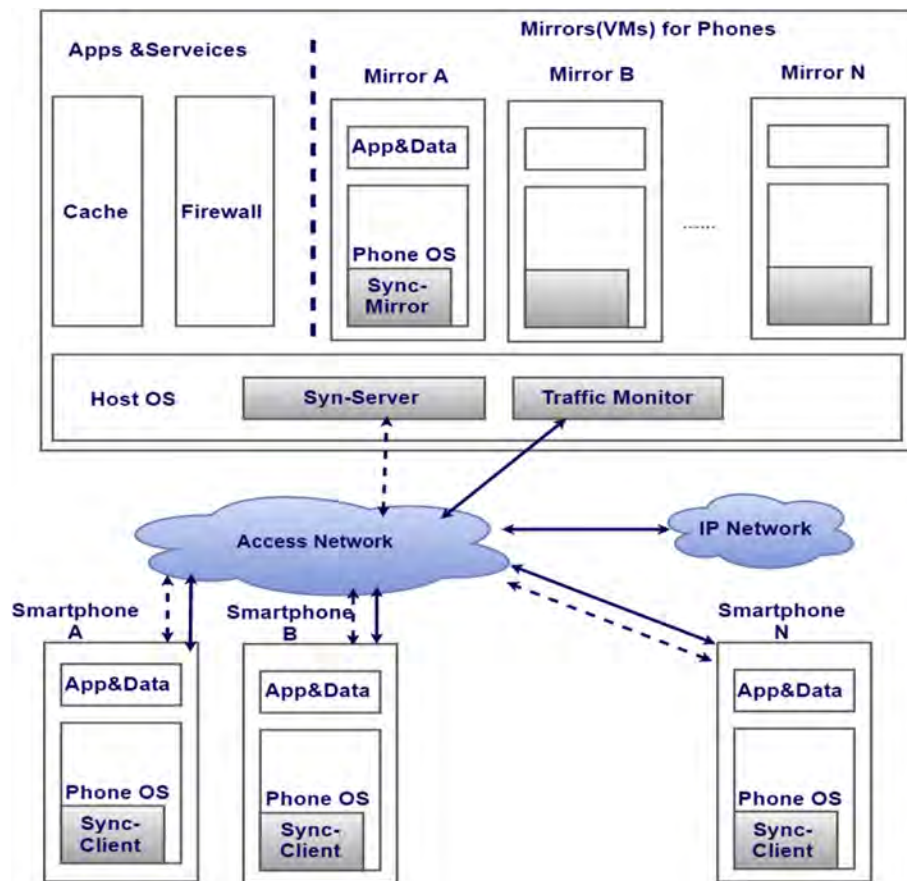 Apps &Serveices
Mirrors(VMs) for Phones
Mirror A
Mirror B
Mirror N
Cache
Firewall
App&Data
Phone OS
Sync-
Mirror
......
Host OS
Syn-Server
Traffic Monitor
Access Network
IP Network
Smartphone
A
Smartphone
B
Smartphone
N
App&Data
Phone OS
Sync-
Client
App&Data
Phone OS
Sync-
Client
App&Data
Phone OS
Sync-
Client